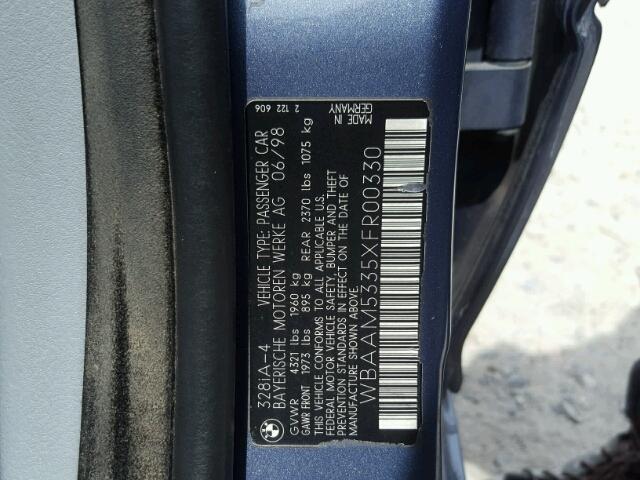 328iA-4 VEHICLE TYPE: PASSENGER CAR
BAYERISCHE MOTOREN WERKE AG 06/98
GVWR 4321 lbs 1960 kg
GAWR FRONT 1973 lbs 895 kg REAR 2370 lbs 1075 kg
THIS VEHICLE CONFORMS TO ALL APPLICABLE U.S.
FEDERAL MOTOR VEHICLE SAFETY, BUMPER AND THEFT
PREVENTION STANDARDS IN EFFECT ON THE DATE OF
MANUFACTURE SHOWN ABOVE.
WBAAM5335XFR00330
2 122 606
MADE IN
GERMANY